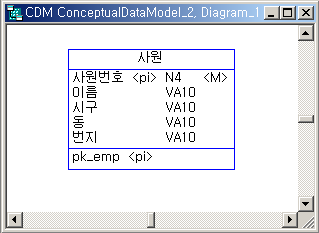 CDM ConceptualDataModel_2, Diagram_1
사원
사원번호 <pi> N4 <M>
이름 VA10
시구 VA10
동 VA10
번지 VA10
pk_emp <pi>